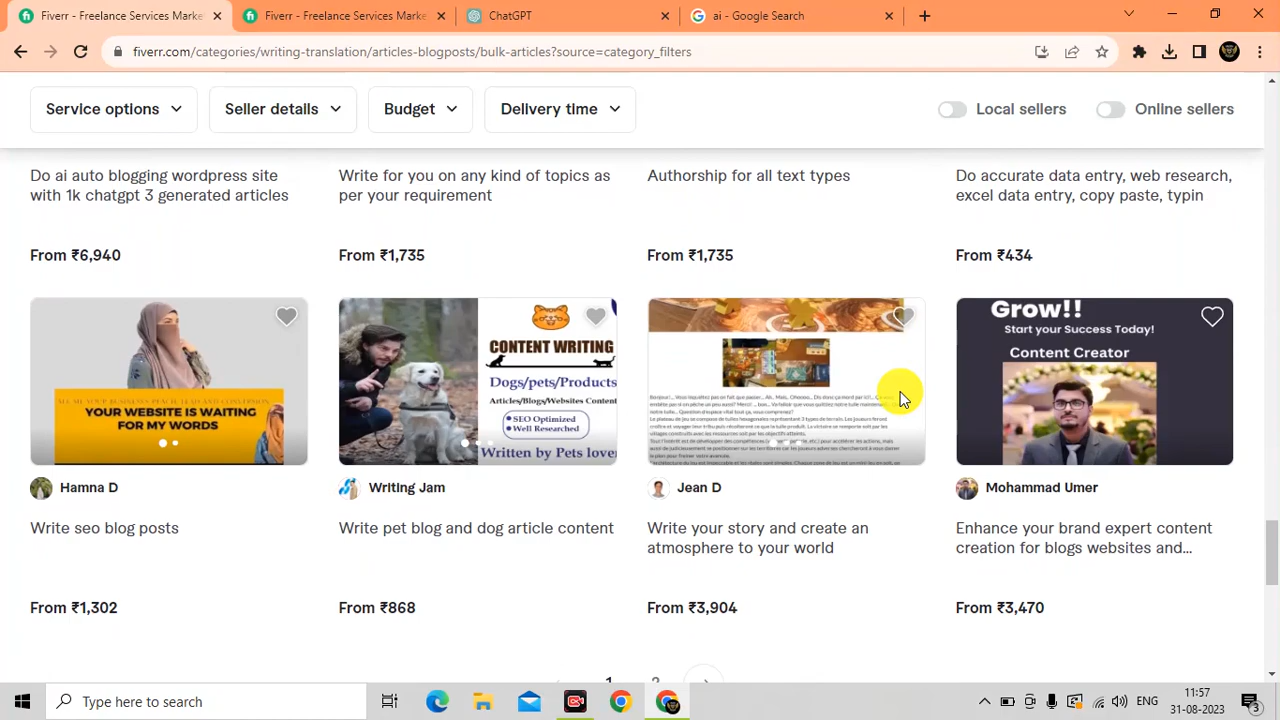 Fiverr - Freelance Services Marke
Fiverr - Freelance Services Marke
ChatGPT
ai - Google Search
fiverr.com/categories/writing-translation/articles-blogposts/bulk-articles?source=category_filters
Service options
Seller details
Budget
Delivery time
Local sellers
Online sellers
Do ai auto blogging wordpress site
with 1k chatgpt 3 generated articles
From ₹6,940
Write for you on any kind of topics as
per your requirement
From ₹1,735
Authorship for all text types
From ₹1,735
Do accurate data entry, web research,
excel data entry, copy paste, typin
From ₹434
Hamna D
Write seo blog posts
From ₹1,302
CONTENT
WRITING
Dogs/pets/Products
Articles/Blogs/Websites Content
SEO Optimized
Well Researched
Written by Pets lover
Writing Jam
Write pet blog and dog article content
From ₹868
Jean D
Write your story and create an
atmosphere to your world
From ₹3,904
Grow!!
Start your Success Today!
Content Creator
Mohammad Umer
Enhance your brand expert content
creation for blogs websites and...
From ₹3,470
1
2
Type here to search
ENG
11:57
31-08-2023
3